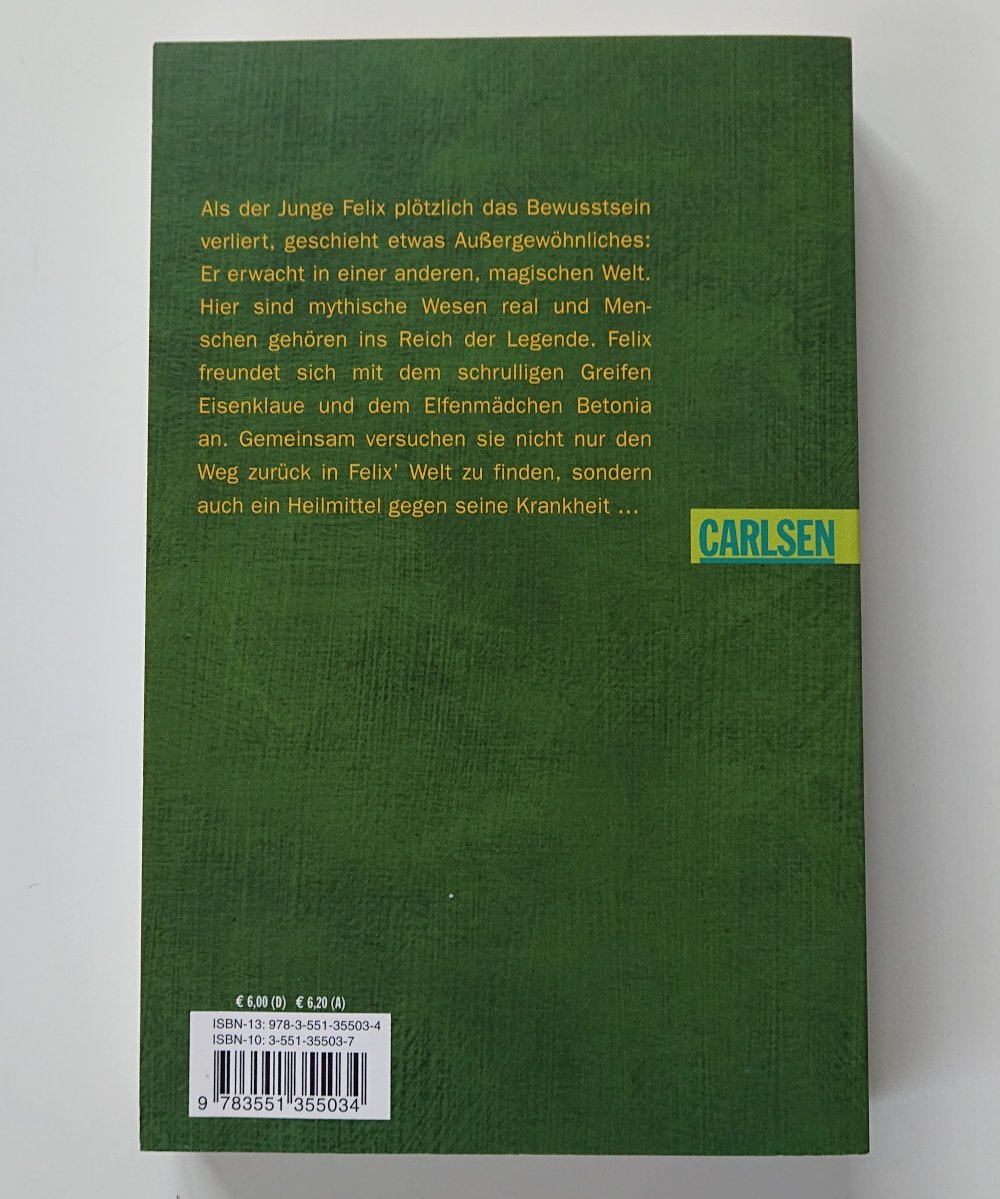 Als der Junge Felix plötzlich das Bewusstsein
verliert, geschieht etwas Außergewöhnliches:
Er erwacht in einer anderen, magischen Welt.
Hier sind mythische Wesen real und Men-
schen gehören ins Reich der Legende. Felix
freundet sich mit dem schrulligen Greifen
Eisenklaue und dem Elfenmädchen Betonia
an. Gemeinsam versuchen sie nicht nur den
Weg zurück in Felix’ Welt zu finden, sondern
auch ein Heilmittel gegen seine Krankheit ...
CARLSEN
€ 6,00 (D) € 6,20 (A)
ISBN-13: 978-3-551-35503-4
ISBN-10: 3-551-35503-7
9 783551 355034